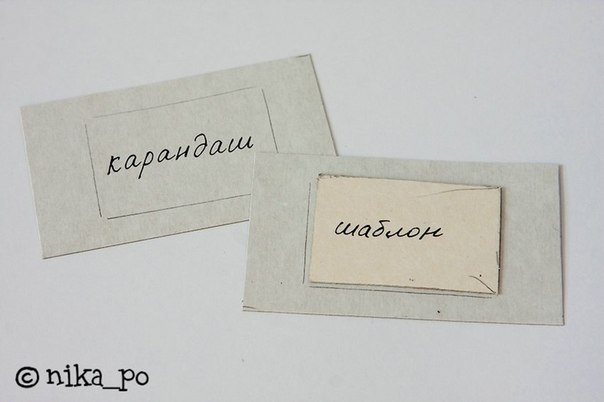 карандаш
шаблон
© nika_po